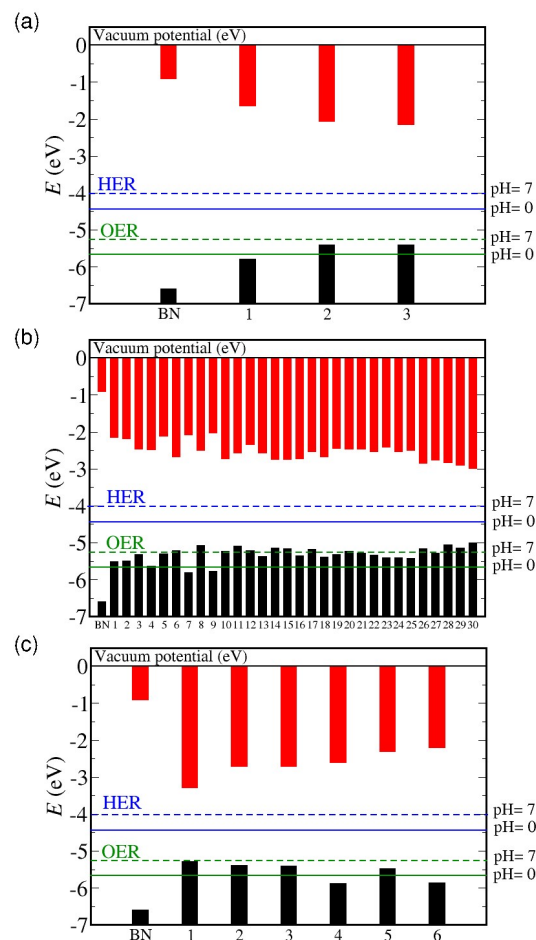 (a)
Vacuum potential (eV)
0
-1
-2
-3
-4
-5
-6
-7
E (eV)
HER
OER
pH= 7
pH= 0
pH= 7
pH= 0
BN 1 2 3
(b)
Vacuum potential (eV)
0
-1
-2
-3
-4
-5
-6
-7
E (eV)
HER
OER
pH= 7
pH= 0
pH= 7
pH= 0
BN 1 2 3 4 5 6 7 8 9 10 11 12 13 14 15 16 17 18 19 20 21 22 23 24 25 26 27 28 29 30
(c)
Vacuum potential (eV)
0
-1
-2
-3
-4
-5
-6
-7
E (eV)
HER
OER
pH= 7
pH= 0
pH= 7
pH= 0
BN 1 2 3 4 5 6